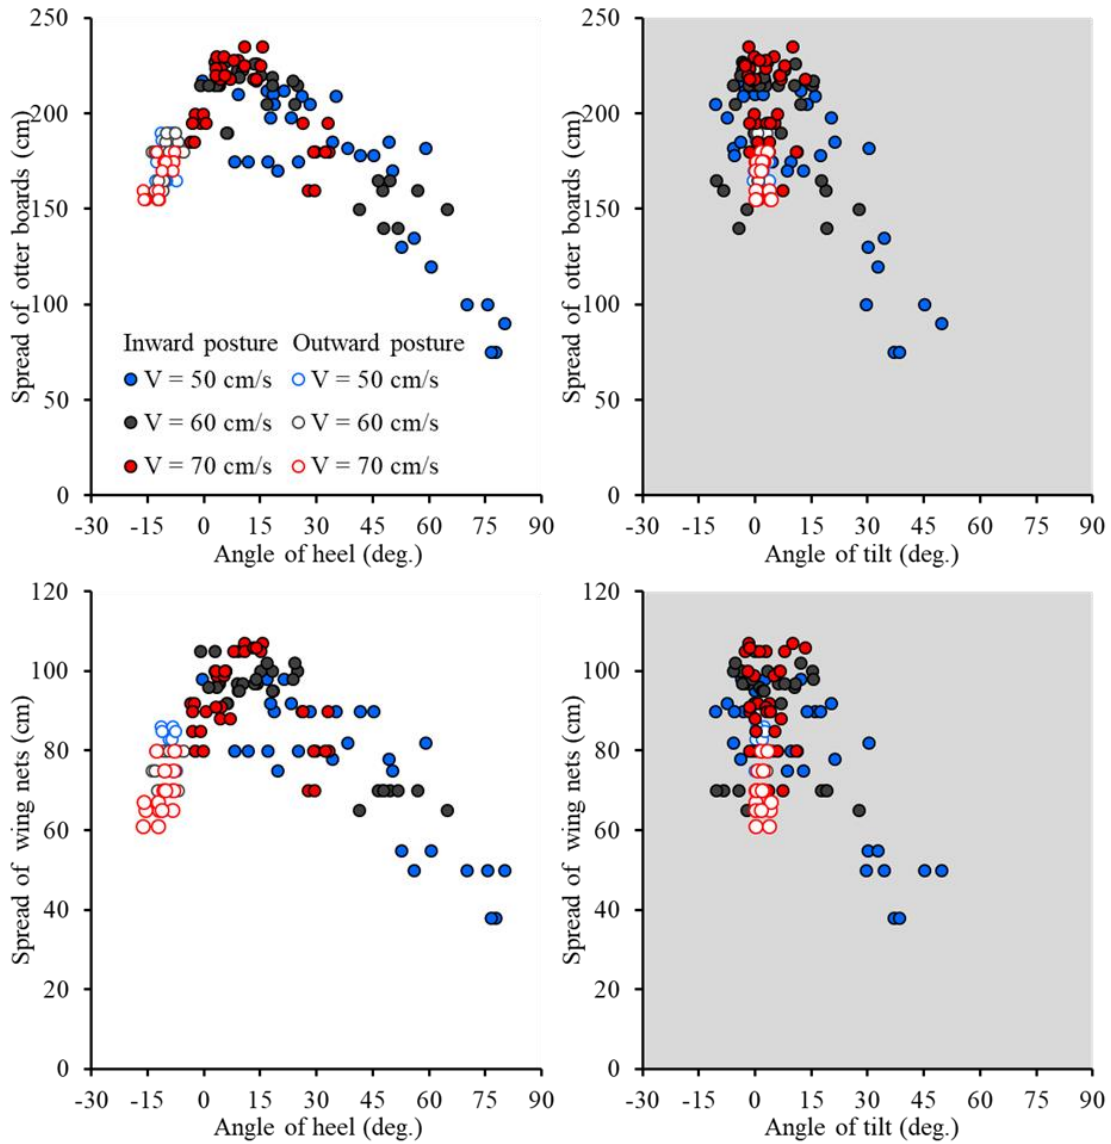 250
200
150
100
50
0
Spread of otter boards (cm)
Inward posture Outward posture
V = 50 cm/s V = 50 cm/s
V = 60 cm/s V = 60 cm/s
V = 70 cm/s V = 70 cm/s
-30 -15 0 15 30 45 60 75 90
Angle of heel (deg.)
250
200
150
100
50
0
Spread of otter boards (cm)
-30 -15 0 15 30 45 60 75 90
Angle of tilt (deg.)
120
100
80
60
40
20
0
Spread of wing nets (cm)
-30 -15 0 15 30 45 60 75 90
Angle of heel (deg.)
120
100
80
60
40
20
0
Spread of wing nets (cm)
-30 -15 0 15 30 45 60 75 90
Angle of tilt (deg.)